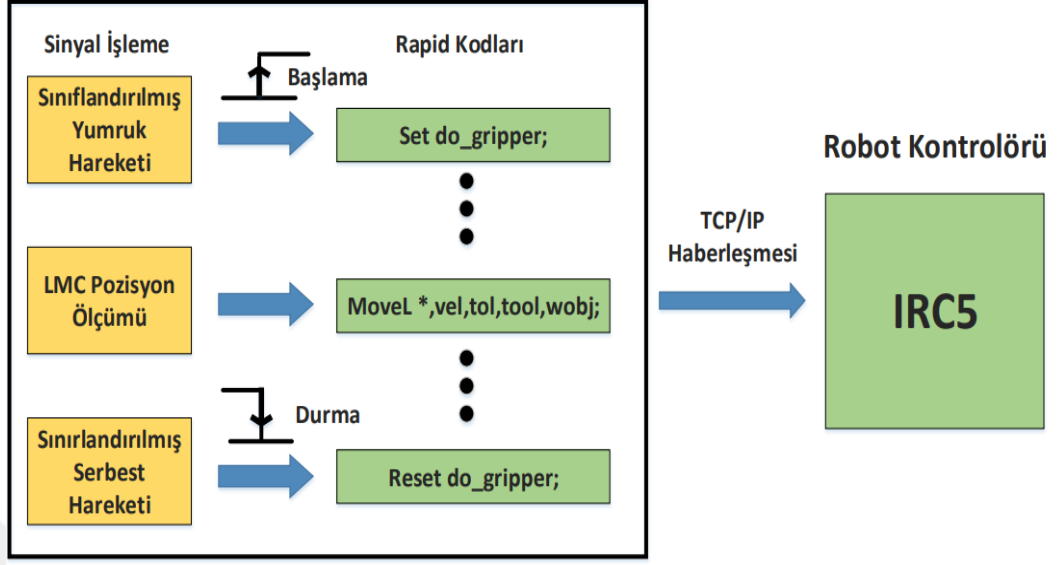 Sinyal İşleme
Rapid Kodları
Başlama
Sınıflandırılmış
Yumruk
Hareketi
Set do_gripper;
LMC Pozisyon
Ölçümü
MoveL *,vel,tol,tool,wobj;
Durma
Sınırlandırılmış
Serbest
Hareketi
Reset do_gripper;
TCP/IP
Haberleşmesi
Robot Kontrolörü
IRC5